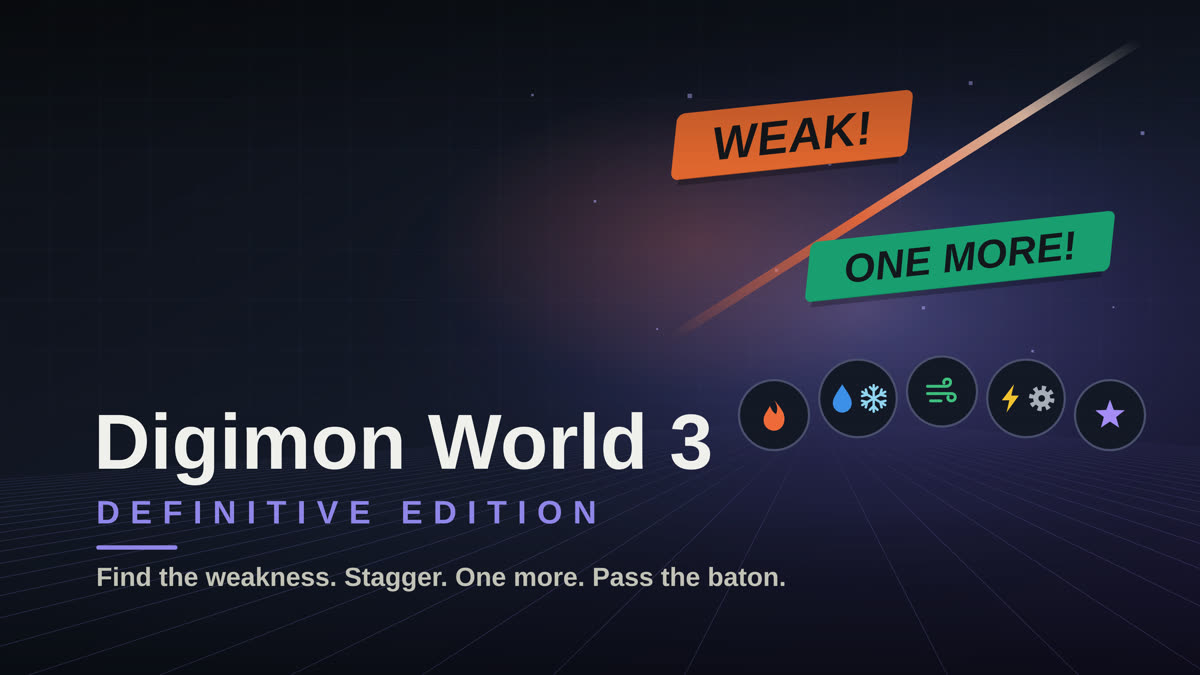 WEAK!
ONE MORE!
Digimon World 3
DEFINITIVE EDITION
Find the weakness. Stagger. One more. Pass the baton.